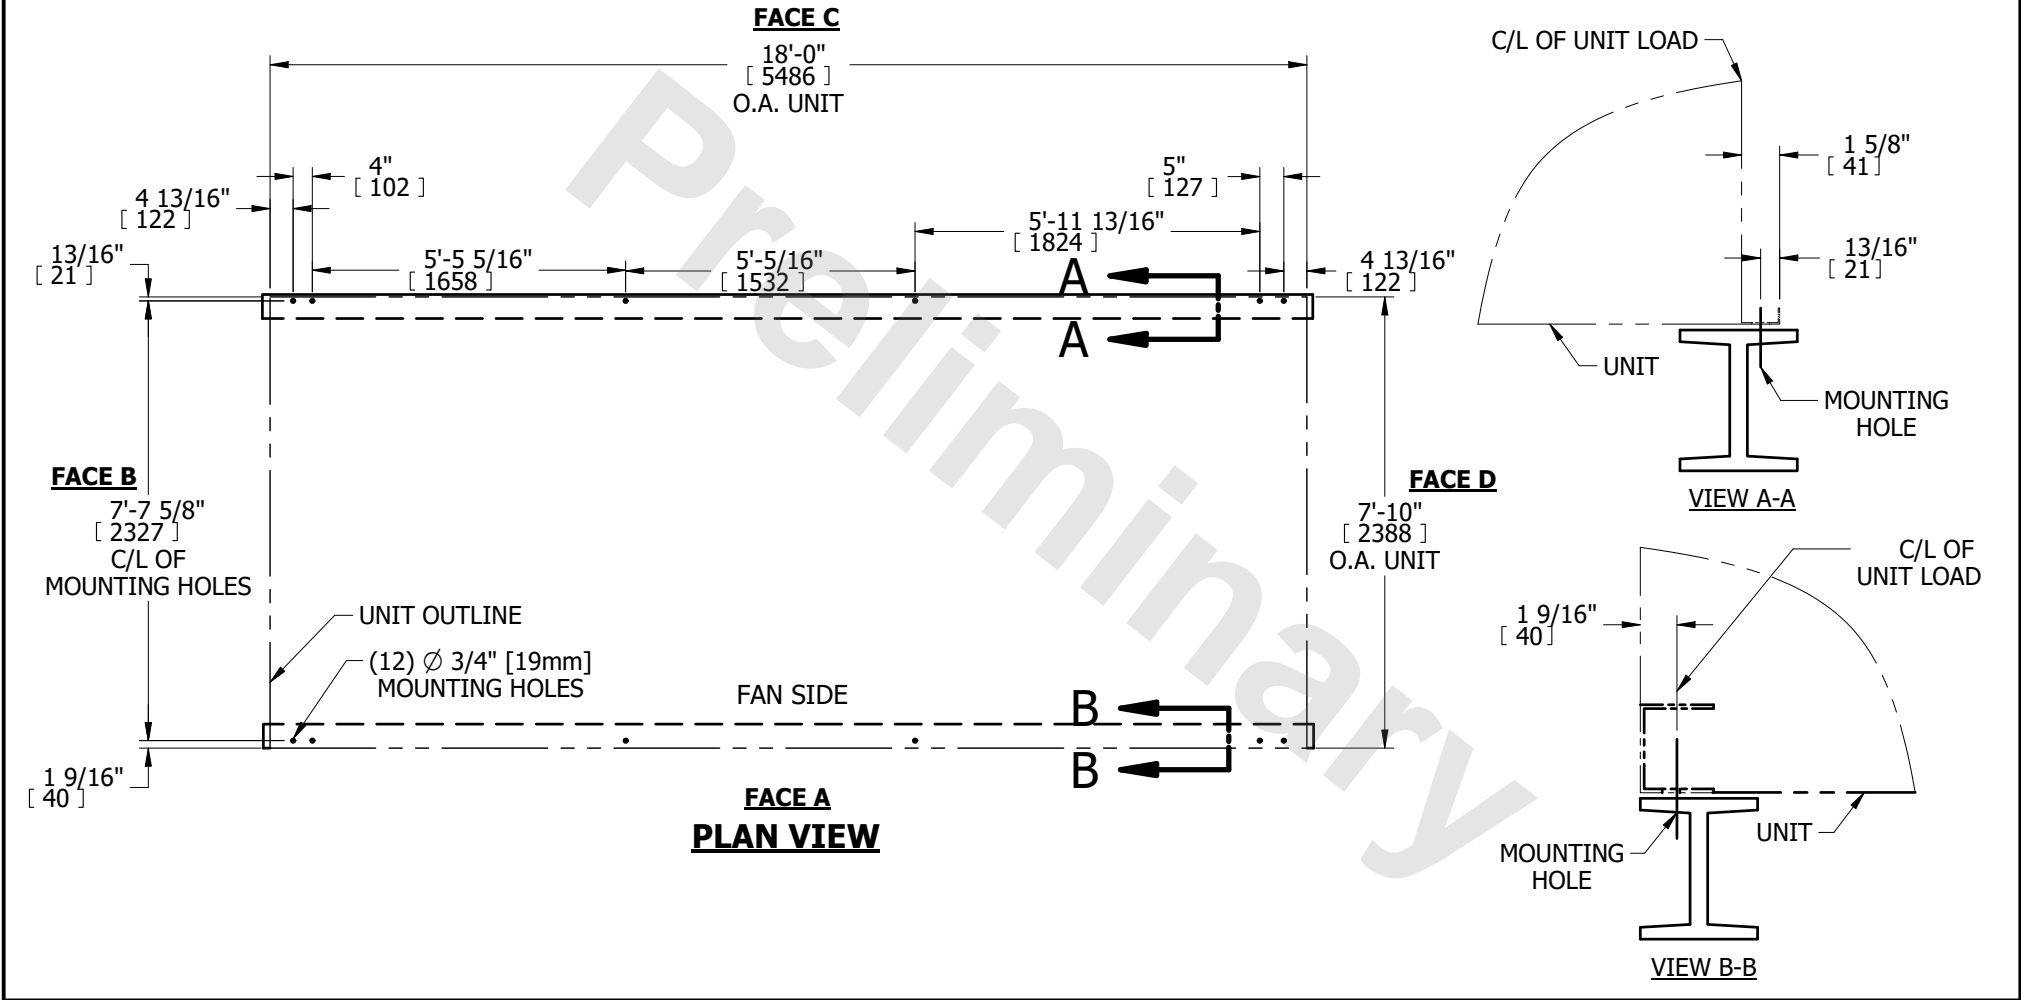 FACE C
18'-0"
[ 5486 ]
O.A. UNIT
4"
[ 102 ]
4 13/16"
[ 122 ]
13/16"
[ 21 ]
5'-5 5/16"
[ 1658 ]
5'-5/16"
[ 1532 ]
5'-11 13/16"
[ 1824 ]
5"
[ 127 ]
4 13/16"
[ 122 ]
A
A
FACE B
7'-7 5/8"
[ 2327 ]
C/L OF
MOUNTING HOLES
FACE D
7'-10"
[ 2388 ]
O.A. UNIT
UNIT OUTLINE
(12) Ø 3/4" [19mm]
MOUNTING HOLES
FAN SIDE
B
B
1 9/16"
[ 40 ]
FACE A
PLAN VIEW
Preliminary
C/L OF UNIT LOAD
1 5/8"
[ 41 ]
13/16"
[ 21 ]
UNIT
MOUNTING
HOLE
VIEW A-A
C/L OF
UNIT LOAD
1 9/16"
[ 40 ]
UNIT
MOUNTING
HOLE
VIEW B-B